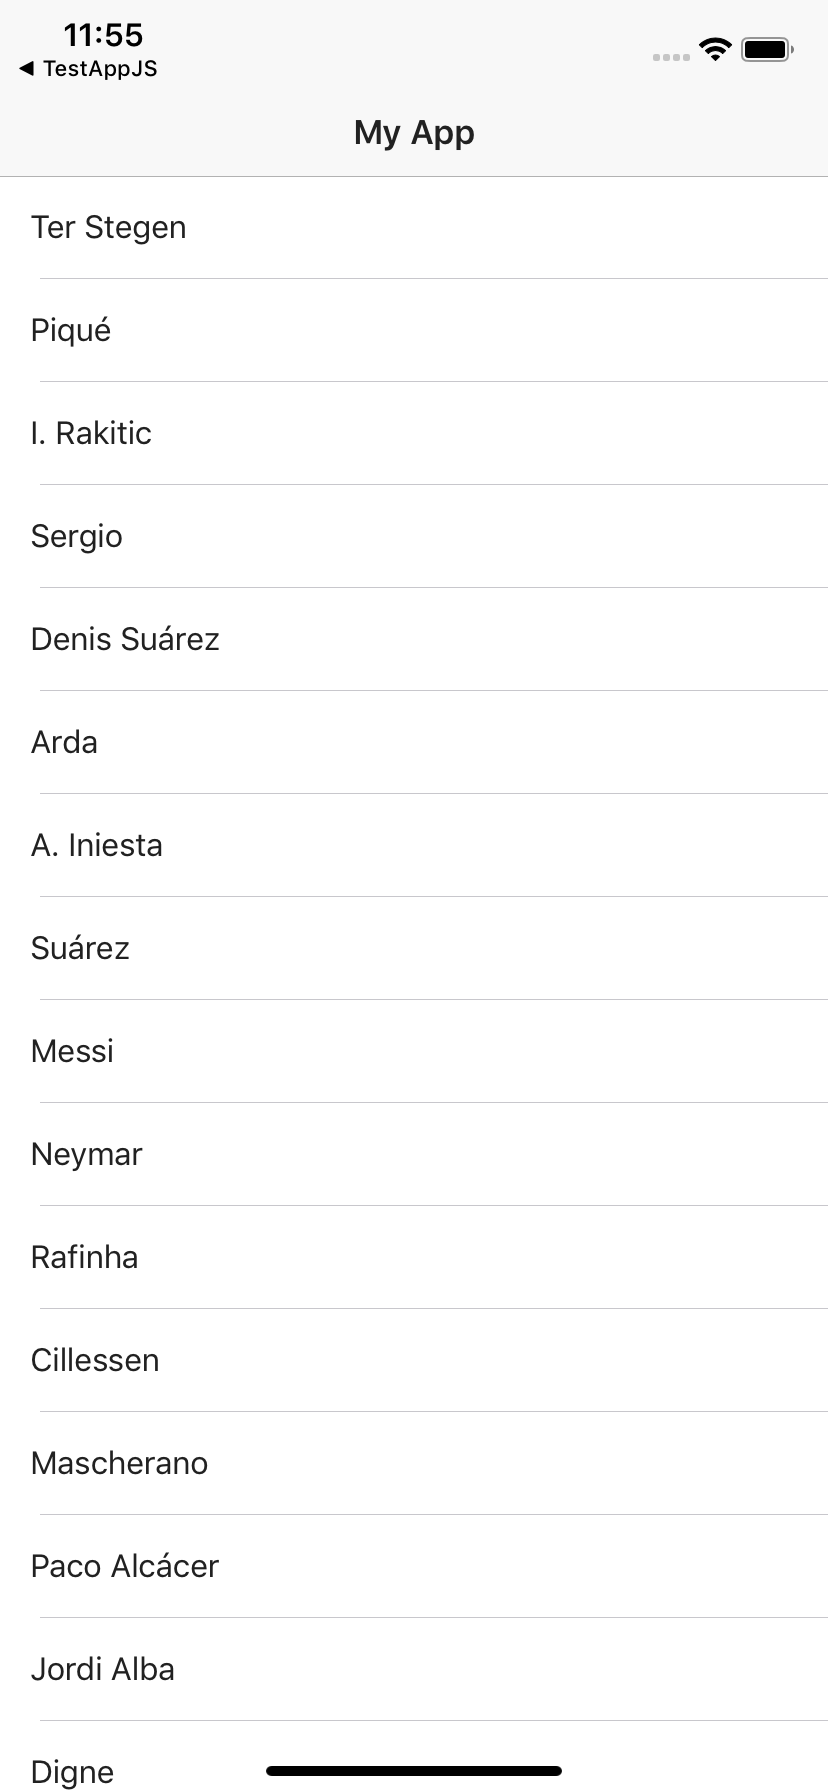 11:55
◀ TestAppJS
My App
Ter Stegen
Piqué
I. Rakitic
Sergio
Denis Suárez
Arda
A. Iniesta
Suárez
Messi
Neymar
Rafinha
Cillessen
Mascherano
Paco Alcácer
Jordi Alba
Digne